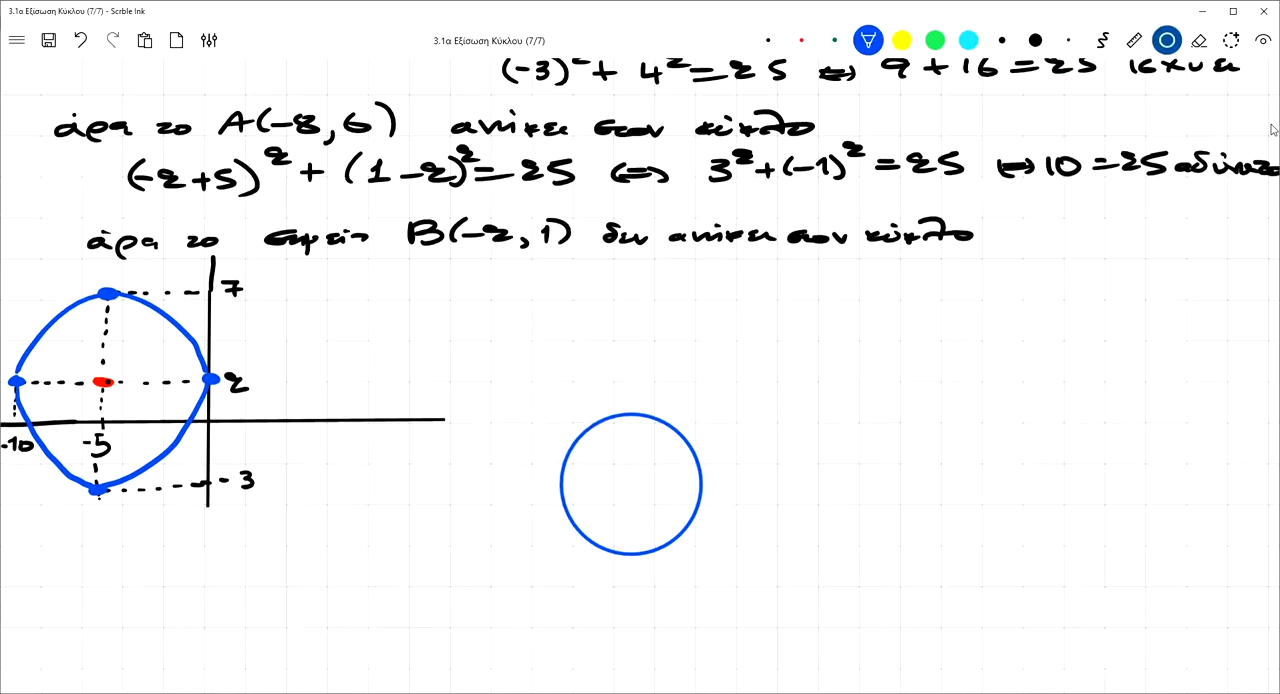 3.1α Εξίσωση Κύκλου (7/7) - Scrble Ink
3.1α Εξίσωση Κύκλου (7/7)
(-3)² + 4² = 25 ⇔ 9 + 16 = 25 ισχύει
άρα το A(-8, 6) ανήκει στον κύκλο
(-2+5)² + (1-2)² = 25 ⇔ 3² + (-1)² = 25 ⇔ 10 = 25 αδύνατο
άρα το σημείο B(-2, 1) δεν ανήκει στον κύκλο
7
2
-10
-5
-3